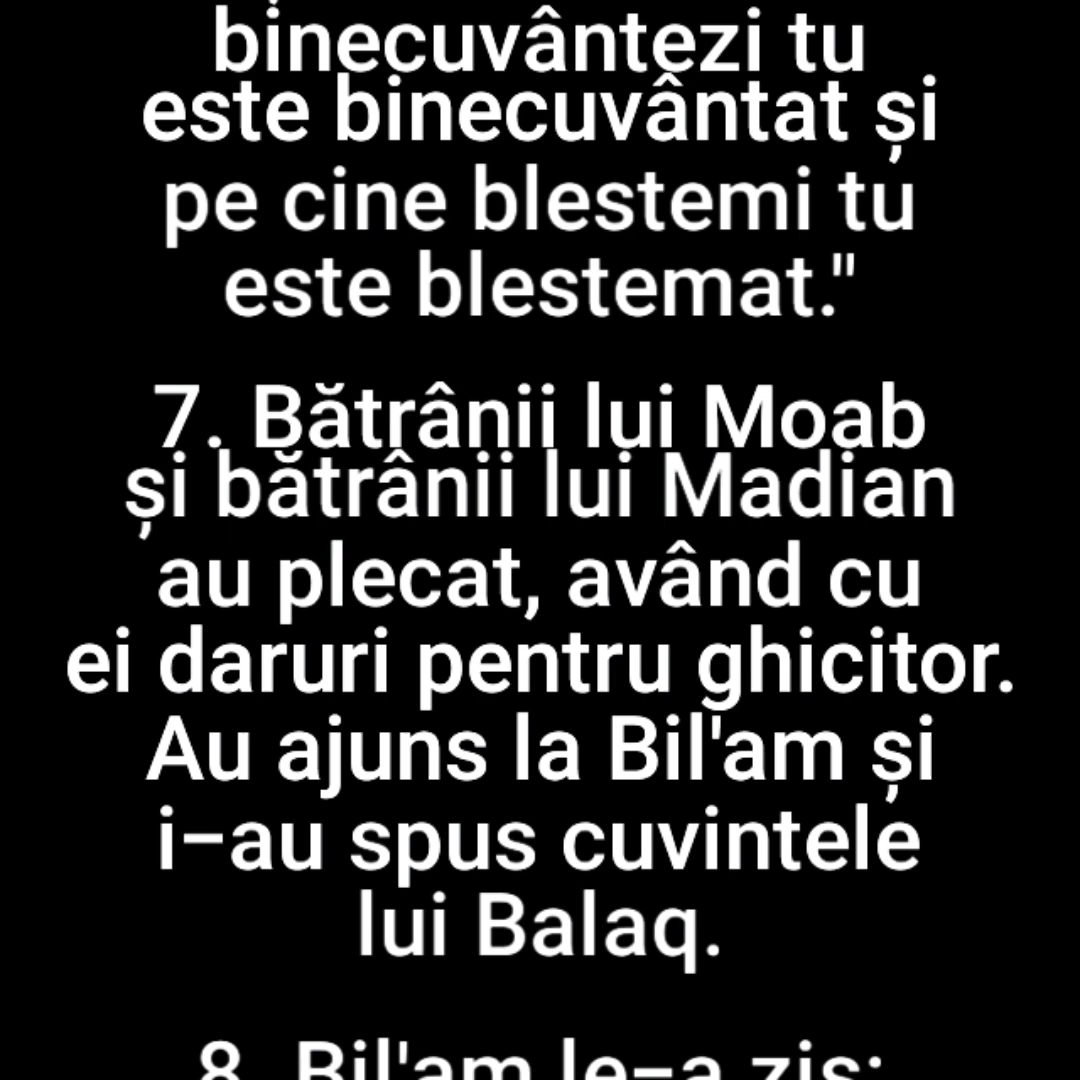 binecuvântezi tu
este binecuvântat și
pe cine blestemi tu
este blestemat."
7. Bătrânii lui Moab
și bătrânii lui Madian
au plecat, având cu
ei daruri pentru ghicitor.
Au ajuns la Bil'am și
i–au spus cuvintele
lui Balaq.
8. Bil'am le–a zis: